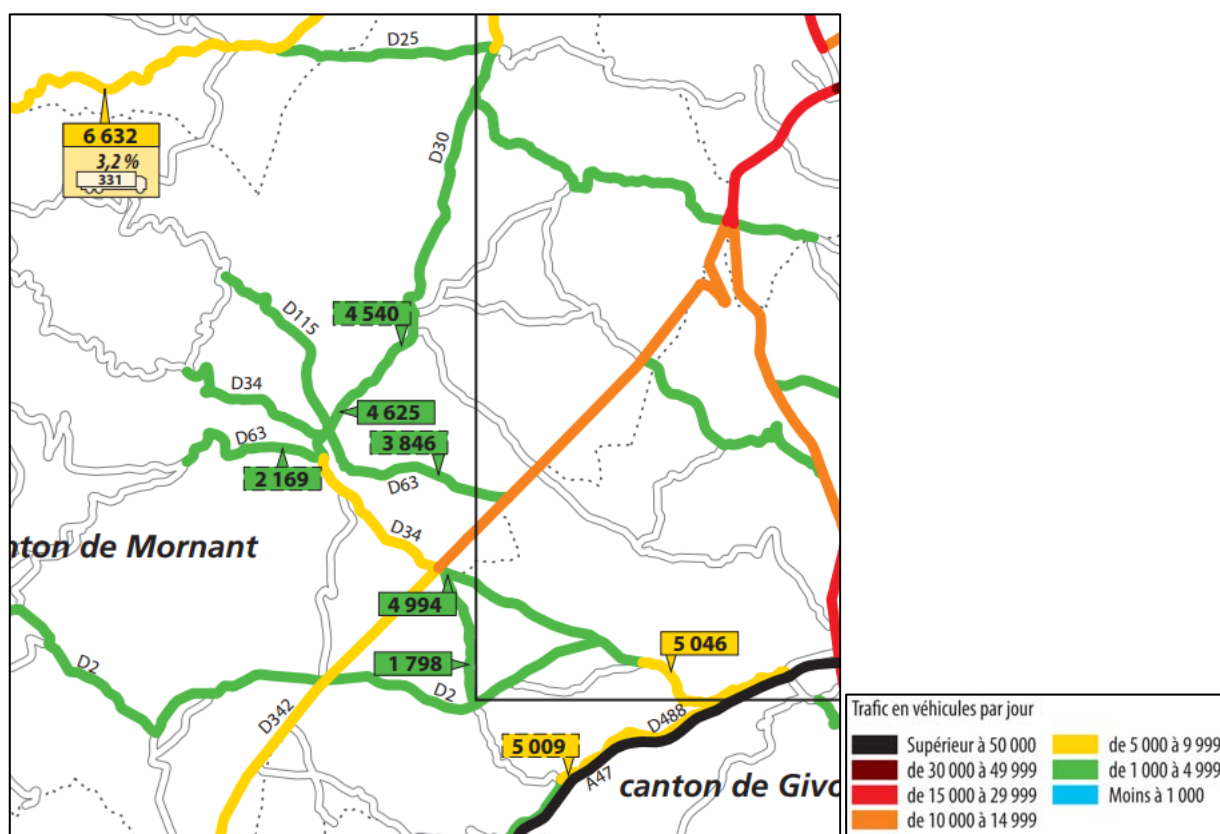 D25
6 632
3,2 %
331
D30
D115
4 540
D34
4 625
D63
3 846
2 169
D63
D34
nton de Mornant
4 994
5 046
1 798
D2
D2
D342
D488
5 009
A47
canton de Givo
Trafic en véhicules par jour
Supérieur à 50 000
de 30 000 à 49 999
de 15 000 à 29 999
de 10 000 à 14 999
de 5 000 à 9 999
de 1 000 à 4 999
Moins à 1 000